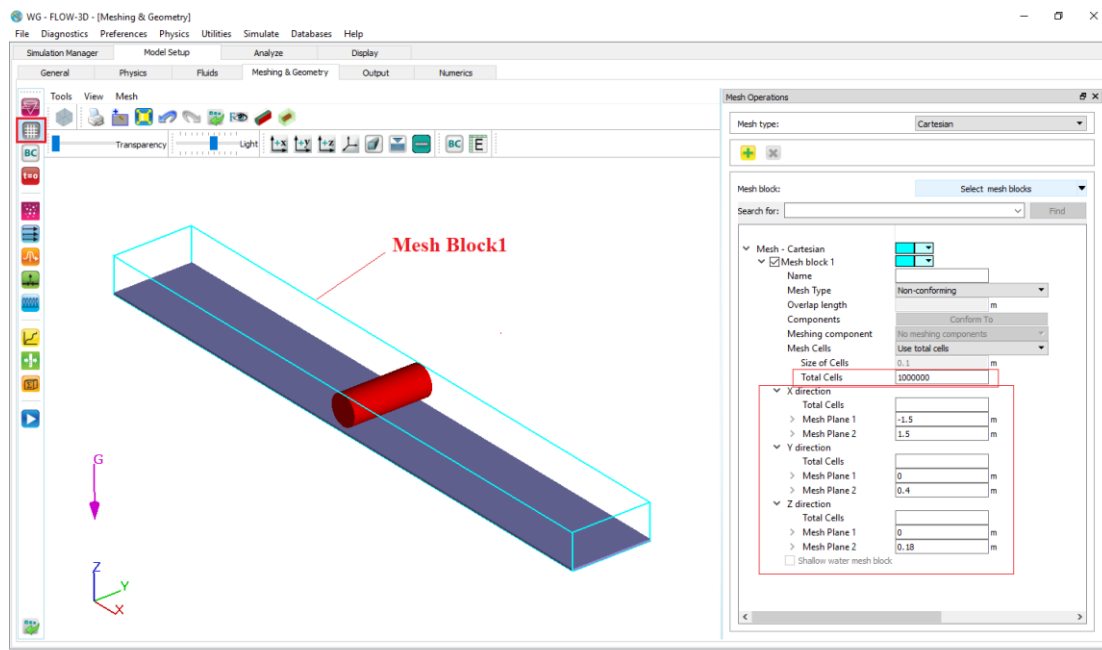 WG - FLOW-3D - [Meshing & Geometry]
File Diagnostics Preferences Physics Utilities Simulate Databases Help
Simulation Manager Model Setup Analyze Display
General Physics Fluids Meshing & Geometry Output Numerics
Tools View Mesh
Transparency Light +x +y +z BC
BC
t=0
Mesh Block1
G
Z
Y
X
Mesh Operations
Mesh type: Cartesian
Mesh block: Select mesh blocks
Search for: Find
Mesh - Cartesian
Mesh block 1
Name
Mesh Type Non-conforming
Overlap length m
Components Conform To
Meshing component No meshing components
Mesh Cells Use total cells
Size of Cells 0.1 m
Total Cells 1000000
X direction
Total Cells
Mesh Plane 1 -1.5 m
Mesh Plane 2 1.5 m
Y direction
Total Cells
Mesh Plane 1 0 m
Mesh Plane 2 0.4 m
Z direction
Total Cells
Mesh Plane 1 0 m
Mesh Plane 2 0.18 m
Shallow water mesh block